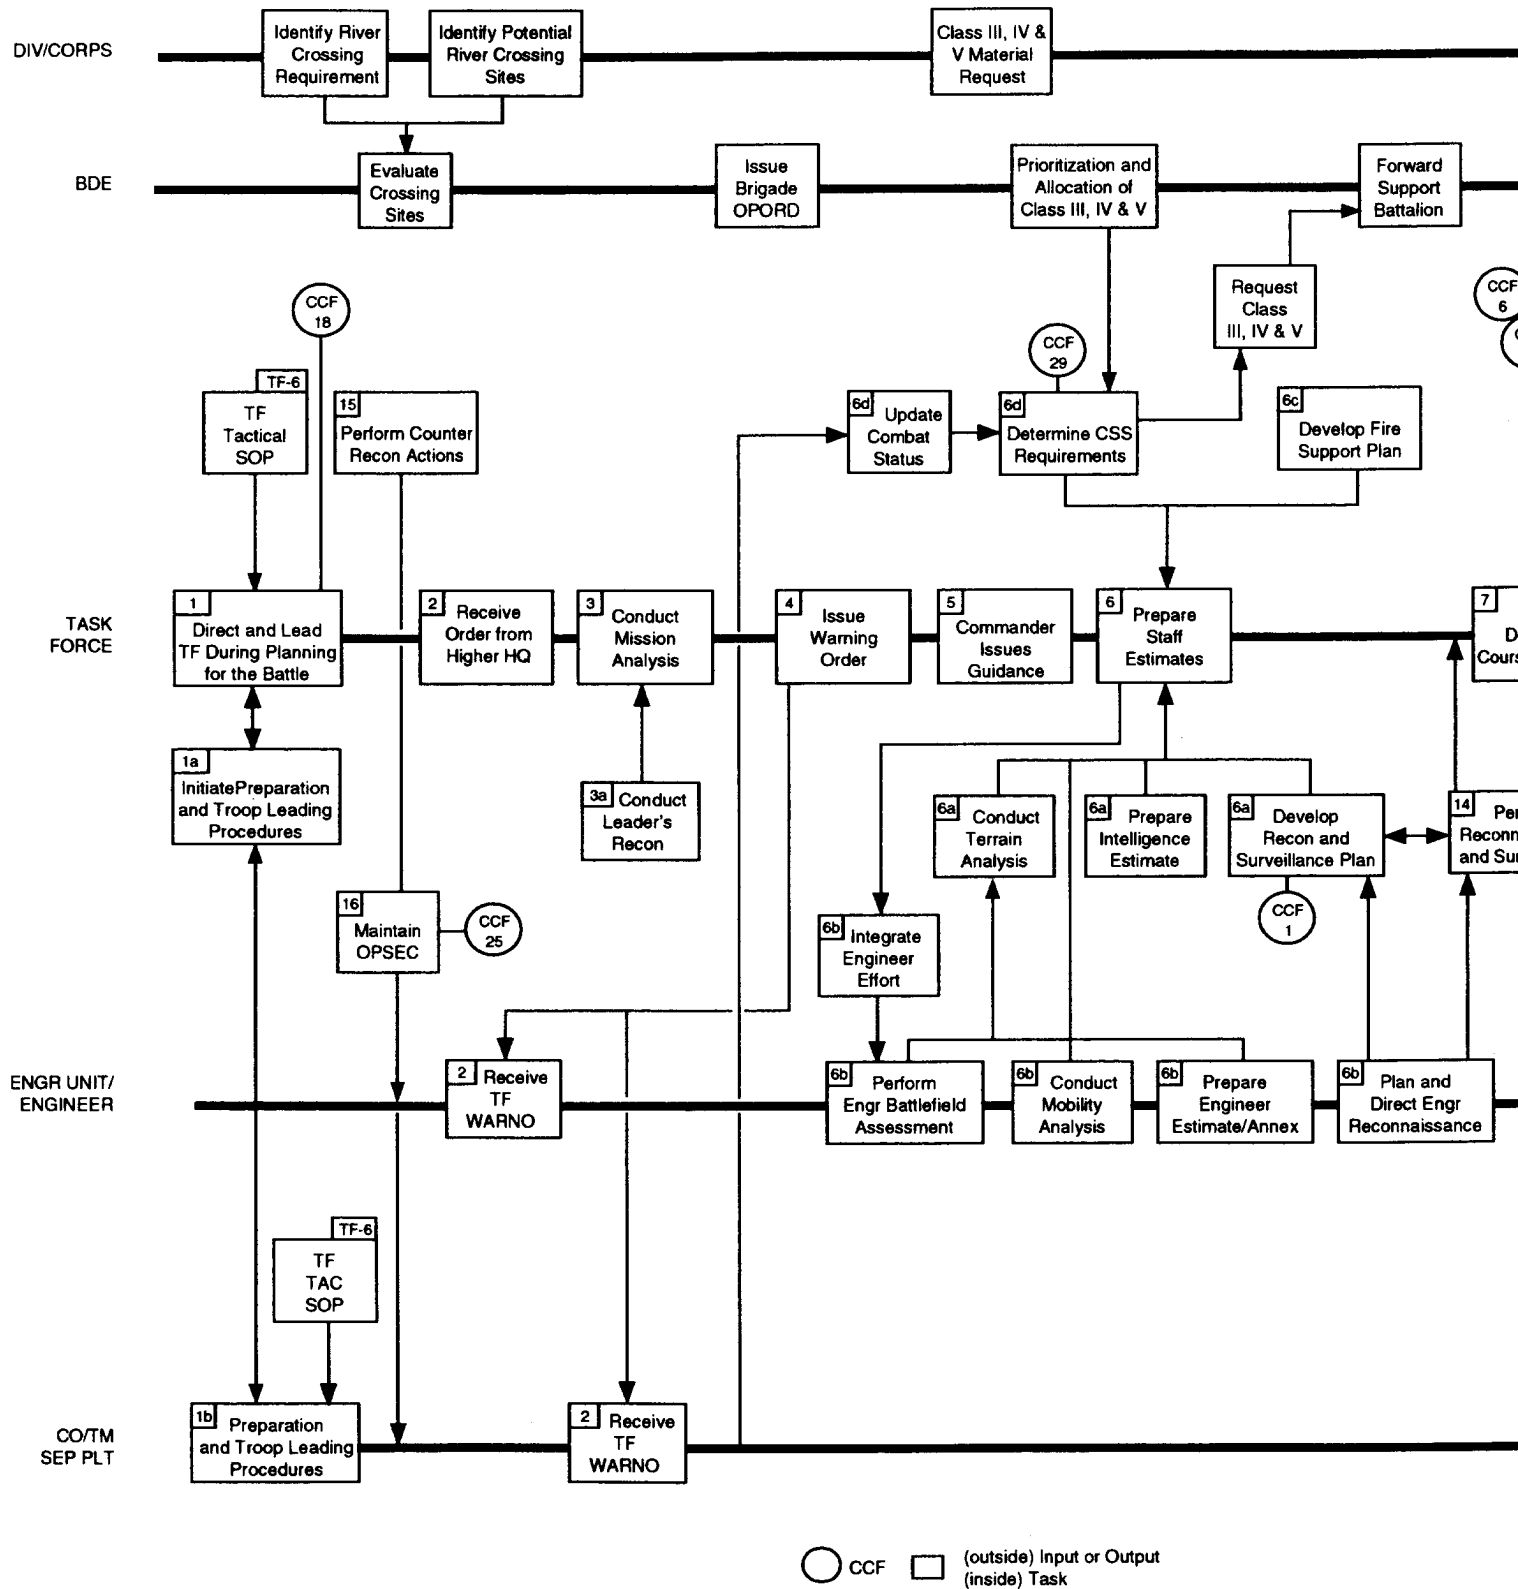 DIV/CORPS
Identify River
Crossing
Requirement
Identify Potential
River Crossing
Sites
Class III, IV &
V Material
Request
BDE
Evaluate
Crossing
Sites
Issue
Brigade
OPORD
Prioritization and
Allocation of
Class III, IV & V
Forward
Support
Battalion
CCF
18
Request
Class
III, IV & V
CCF
6
CCF
29
TF-6
TF
Tactical
SOP
15
Perform Counter
Recon Actions
6d
Update
Combat
Status
6d
Determine CSS
Requirements
6c
Develop Fire
Support Plan
TASK
FORCE
1
Direct and Lead
TF During Planning
for the Battle
2
Receive
Order from
Higher HQ
3
Conduct
Mission
Analysis
4
Issue
Warning
Order
5
Commander
Issues
Guidance
6
Prepare
Staff
Estimates
7
1a
InitiatePreparation
and Troop Leading
Procedures
3a
Conduct
Leader's
Recon
6a
Conduct
Terrain
Analysis
6a
Prepare
Intelligence
Estimate
6a
Develop
Recon and
Surveillance Plan
14
CCF
1
16
Maintain
OPSEC
CCF
25
6b
Integrate
Engineer
Effort
ENGR UNIT/
ENGINEER
2
Receive
TF
WARNO
6b
Perform
Engr Battlefield
Assessment
6b
Conduct
Mobility
Analysis
6b
Prepare
Engineer
Estimate/Annex
6b
Plan and
Direct Engr
Reconnaissance
TF-6
TF
TAC
SOP
CO/TM
SEP PLT
1b
Preparation
and Troop Leading
Procedures
2
Receive
TF
WARNO
CCF
(outside) Input or Output
(inside) Task